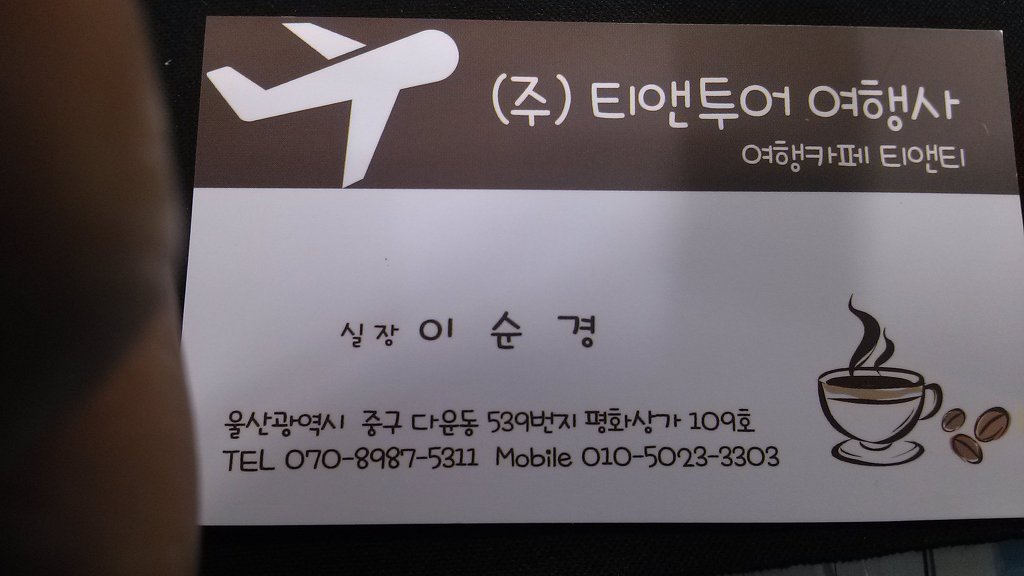 (주) 티앤투어 여행사
여행카페 티앤티
실장 이 순 경
울산광역시 중구 다운동 539번지 평화상가 109호
TEL 070-8987-5311 Mobile 010-5023-3303